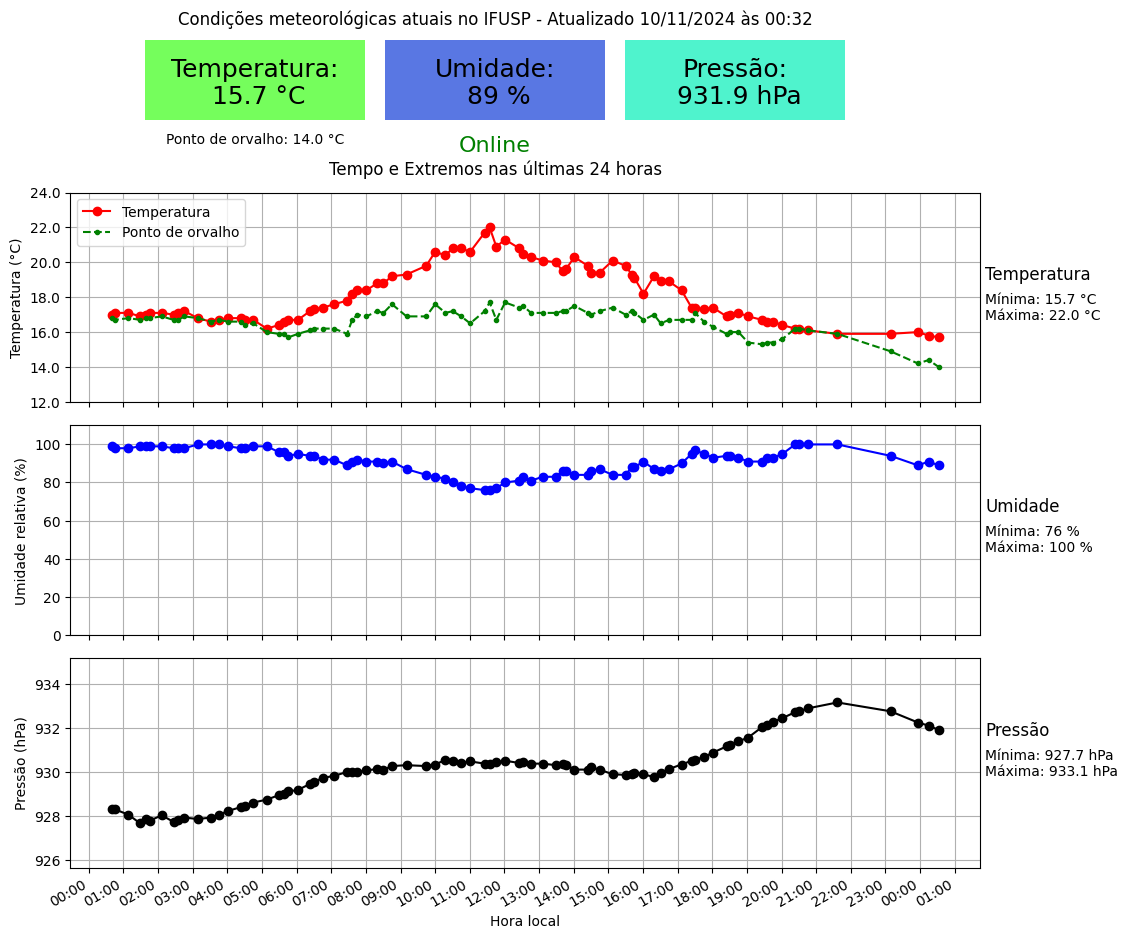 Condições meteorológicas atuais no IFUSP - Atualizado 10/11/2024 às 00:32
Temperatura:
15.7 °C
Umidade:
89 %
Pressão:
931.9 hPa
Ponto de orvalho: 14.0 °C
Online
Tempo e Extremos nas últimas 24 horas
24.0
22.0
20.0
18.0
16.0
14.0
12.0
Temperatura (°C)
Temperatura
Ponto de orvalho
Temperatura
Mínima: 15.7 °C
Máxima: 22.0 °C
100
80
60
40
20
0
Umidade relativa (%)
Umidade
Mínima: 76 %
Máxima: 100 %
934
932
930
928
926
Pressão (hPa)
Pressão
Mínima: 927.7 hPa
Máxima: 933.1 hPa
00:00 01:00 02:00 03:00 04:00 05:00 06:00 07:00 08:00 09:00 10:00 11:00 12:00 13:00 14:00 15:00 16:00 17:00 18:00 19:00 20:00 21:00 22:00 23:00 00:00 01:00
Hora local